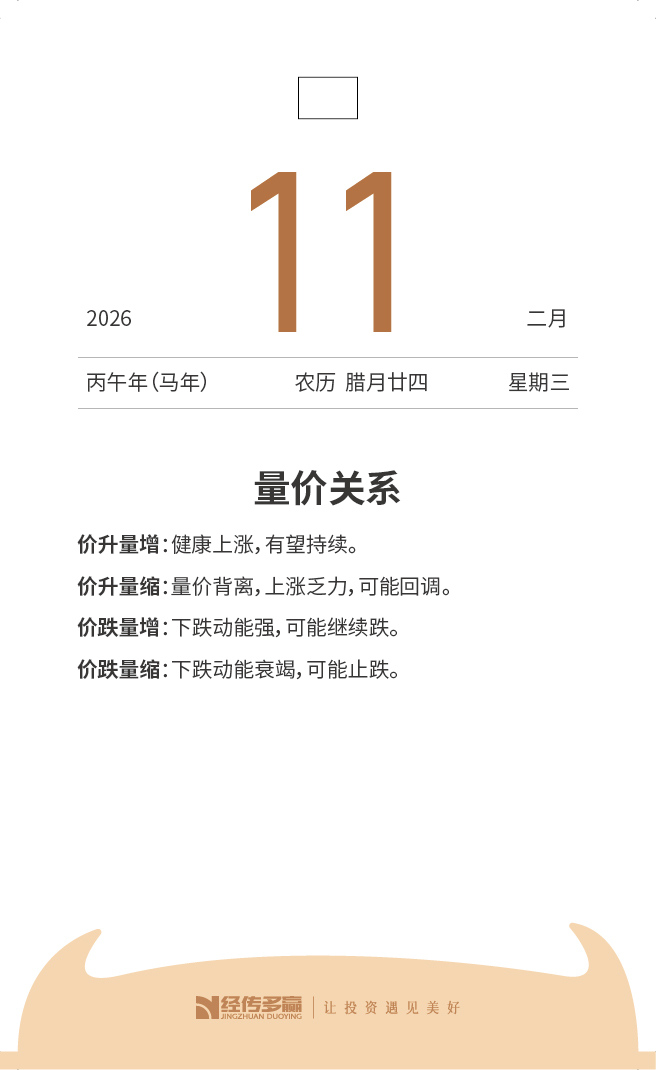 11
2026
二月
丙午年（马年）
农历 腊月廿四
星期三
量价关系
价升量增：健康上涨，有望持续。
价升量缩：量价背离，上涨乏力，可能回调。
价跌量增：下跌动能强，可能继续跌。
价跌量缩：下跌动能衰竭，可能止跌。
经传多赢
JINGZHUAN DUOYING
让投资遇见美好